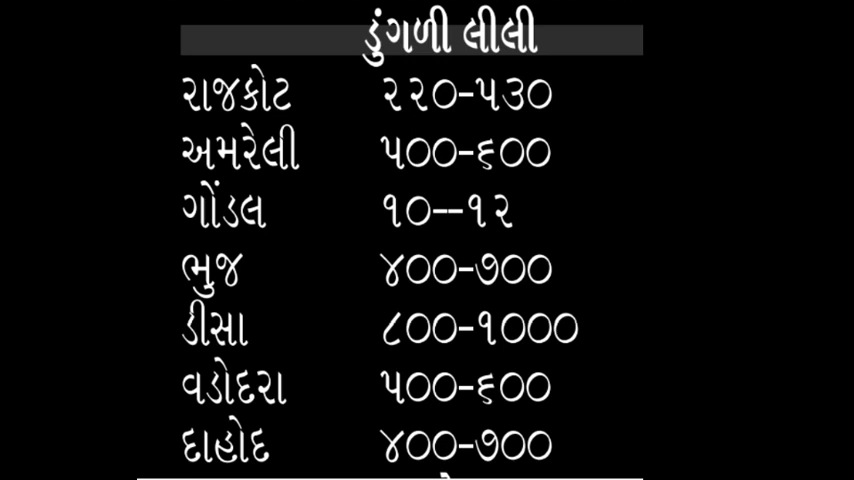 ડુંગળી લીલી
રાજકોટ ૨૨૦-૫૩૦
અમરેલી ૫૦૦-૬૦૦
ગોંડલ ૧૦--૧૨
ભુજ ૪૦૦-૭૦૦
ડીસા ૮૦૦-૧૦૦૦
વડોદરા ૫૦૦-૬૦૦
દાહોદ ૪૦૦-૭૦૦